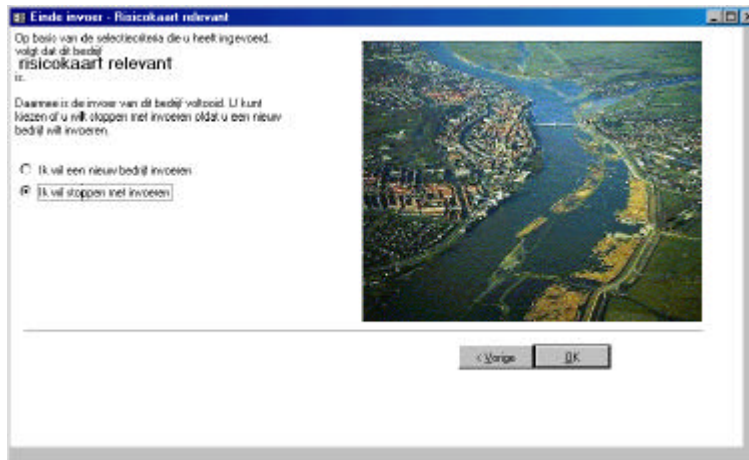 Einde invoer - Risicokaart relevant
Op basis van de selectiecriteria die u heeft ingevoerd,
volgt dat dit bedrijf
risicokaart relevant
is.
Daarmee is de invoer van dit bedrijf voltooid. U kunt
kiezen of u wilt stoppen met invoeren ofdat u een nieuw
bedrijf wilt invoeren.
Ik wil een nieuw bedrijf invoeren
Ik wil stoppen met invoeren
< Vorige
OK